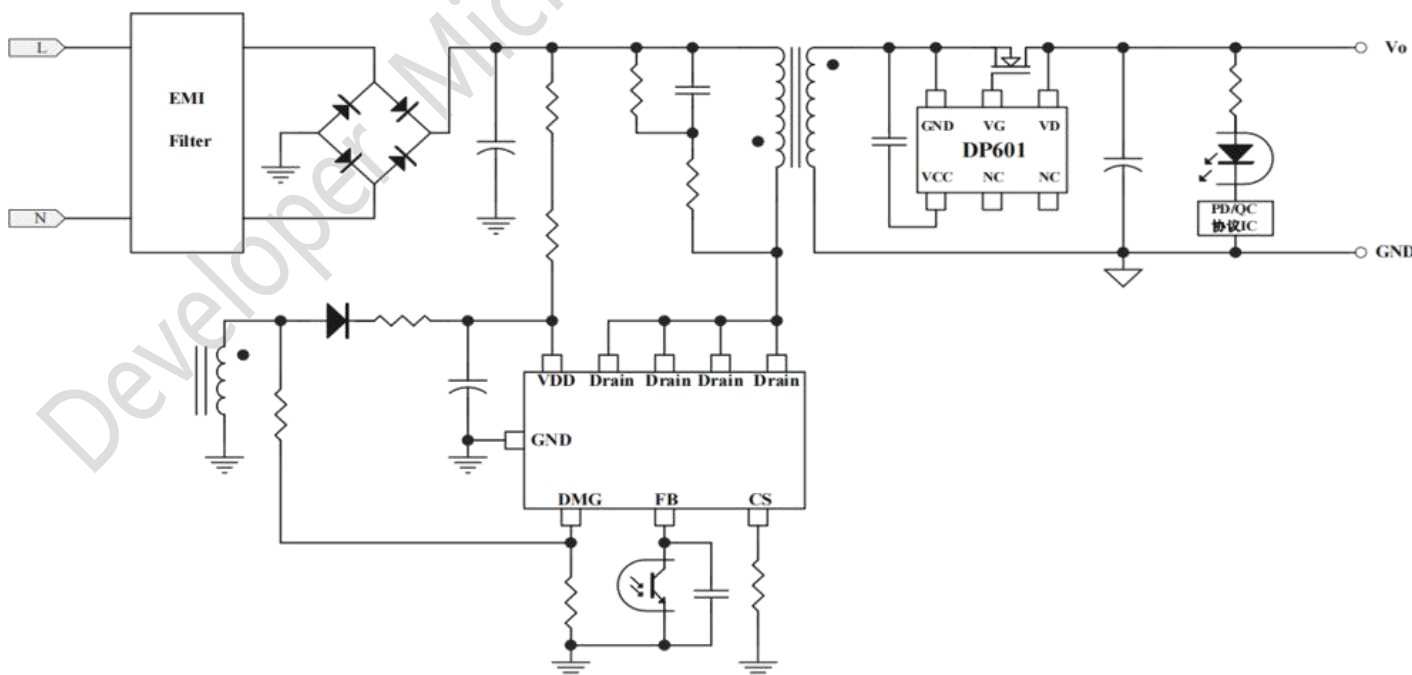 L
EMI
Filter
N
Vo
GND VG VD
DP601
VCC NC NC
PD/QC
协议IC
GND
VDD Drain Drain Drain Drain
GND
DMG FB CS
Developer Mic